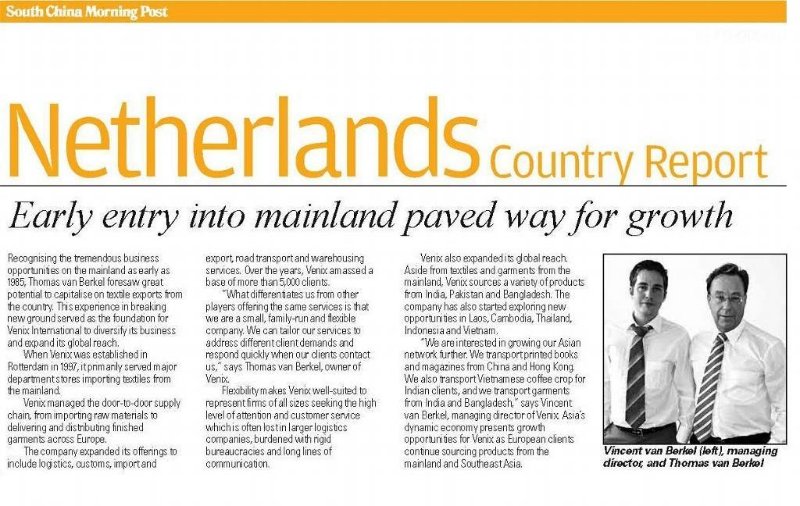 South China Morning Post
Netherlands Country Report
Early entry into mainland paved way for growth
Recognising the tremendous business
opportunities on the mainland as early as
1985, Thomas van Berkel foresaw great
potential to capitalise on textile exports from
the country. This experience in breaking
new ground served as the foundation for
Venix International to diversify its business
and expand its global reach.
When Venix was established in
Rotterdam in 1997, it primarily served major
department stores importing textiles from
the mainland.
Venix managed the door-to-door supply
chain, from importing raw materials to
delivering and distributing finished
garments across Europe.
The company expanded its offerings to
include logistics, customs, import and
export, road transport and warehousing
services. Over the years, Venix amassed a
base of more than 5,000 clients.
"What differentiates us from other
players offering the same services is that
we are a small, family-run and flexible
company. We can tailor our services to
address different client demands and
respond quickly when our clients contact
us," says Thomas van Berkel, owner of
Venix.
Flexibility makes Venix well-suited to
represent firms of all sizes seeking the high
level of attention and customer service
which is often lost in larger logistics
companies, burdened with rigid
bureaucracies and long lines of
communication.
Venix also expanded its global reach.
Aside from textiles and garments from the
mainland, Venix sources a variety of products
from India, Pakistan and Bangladesh. The
company has also started exploring new
opportunities in Laos, Cambodia, Thailand,
Indonesia and Vietnam.
"We are interested in growing our Asian
network further. We transport printed books
and magazines from China and Hong Kong.
We also transport Vietnamese coffee crop for
Indian clients, and we transport garments
from India and Bangladesh," says Vincent
van Berkel, managing director of Venix. Asia's
dynamic economy presents growth
opportunities for Venix as European clients
continue sourcing products from the
mainland and Southeast Asia.
Vincent van Berkel (left), managing
director, and Thomas van Berkel